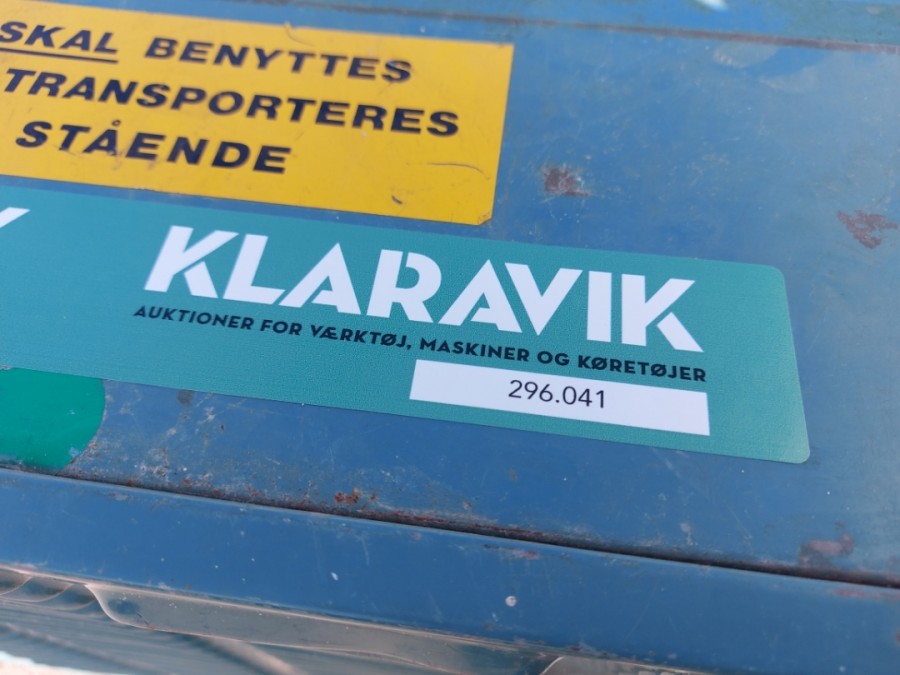 SKAL BENYTTES
TRANSPORTERES
STÅENDE
KLARAVIK
AUKTIONER FOR VÆRKTØJ, MASKINER OG KØRETØJER
296.041